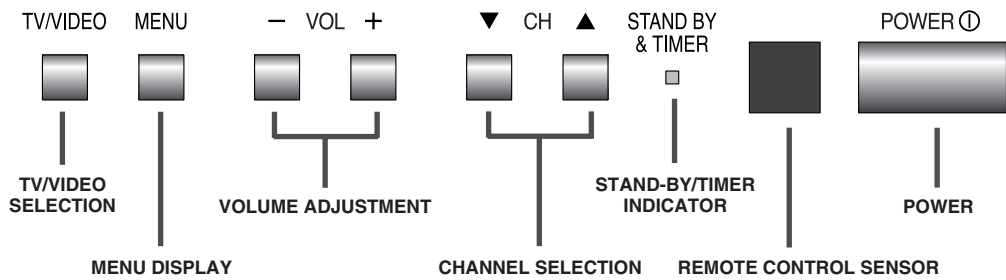 TV/VIDEO MENU − VOL + ▼ CH ▲ STAND BY POWER
& TIMER
TV/VIDEO
SELECTION
VOLUME ADJUSTMENT
STAND-BY/TIMER
INDICATOR
POWER
MENU DISPLAY
CHANNEL SELECTION
REMOTE CONTROL SENSOR